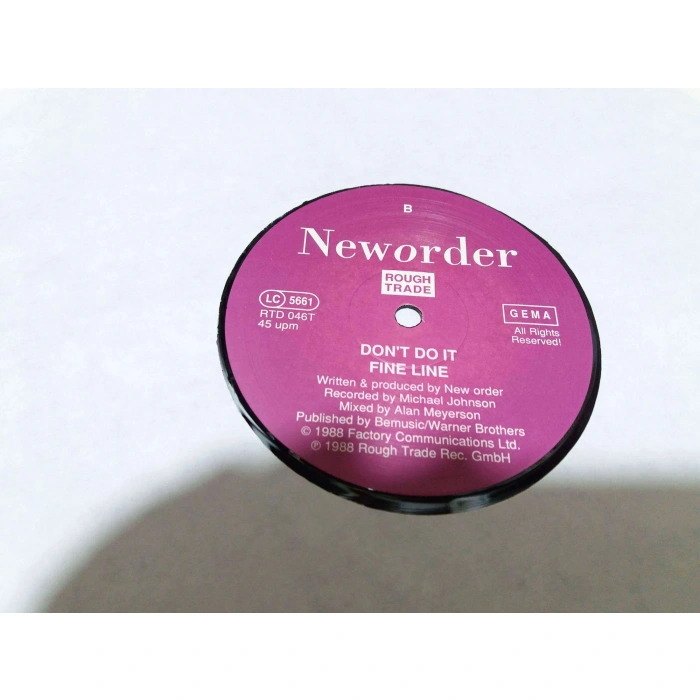 B
Neworder
ROUGH
TRADE
LC 5661
RTD 046T
45 upm
GEMA
All Rights
Reserved!
DON'T DO IT
FINE LINE
Written & produced by New order
Recorded by Michael Johnson
Mixed by Alan Meyerson
Published by Bemusic/Warner Brothers
© 1988 Factory Communications Ltd.
℗ 1988 Rough Trade Rec. GmbH